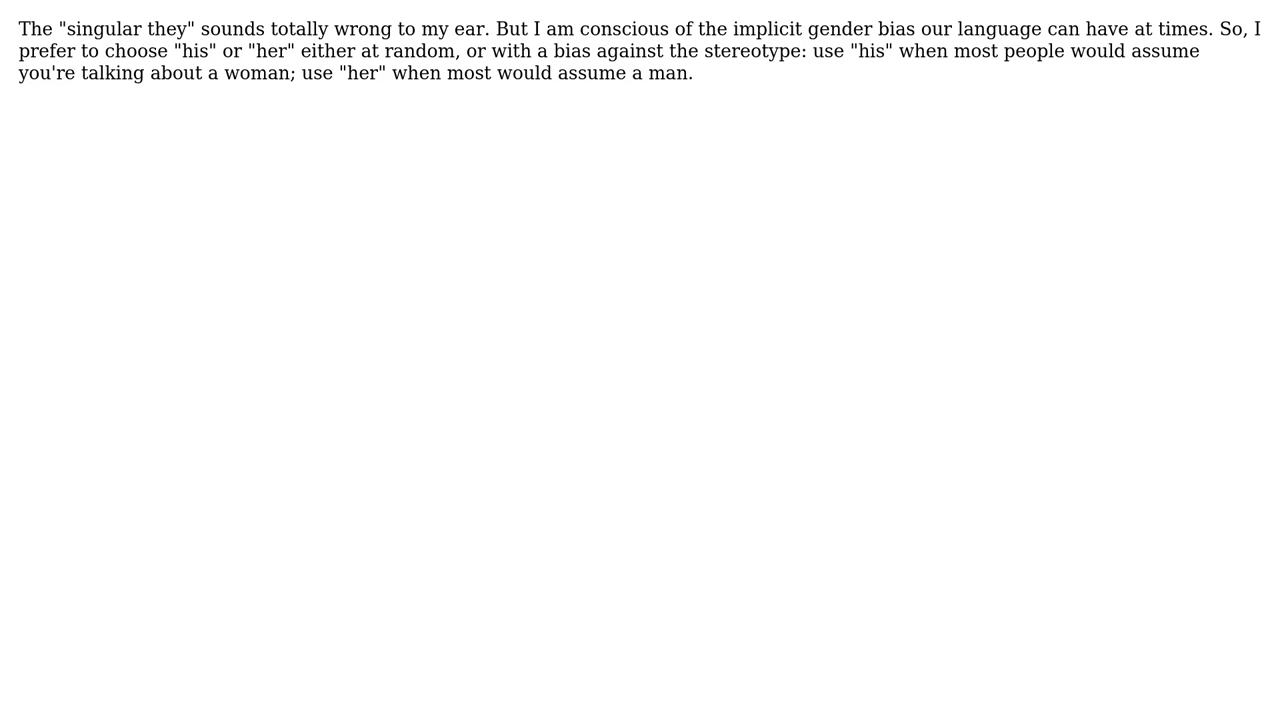 The "singular they" sounds totally wrong to my ear. But I am conscious of the implicit gender bias our language can have at times. So, I
prefer to choose "his" or "her" either at random, or with a bias against the stereotype: use "his" when most people would assume
you're talking about a woman; use "her" when most would assume a man.